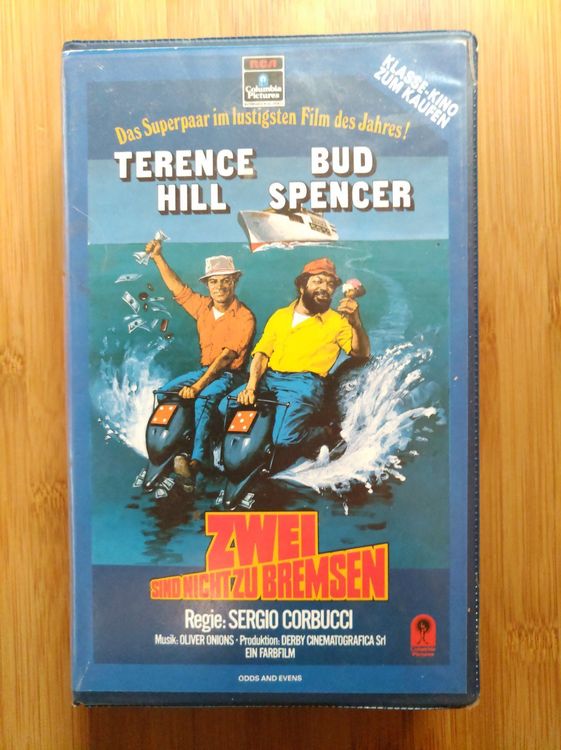 RCA
Columbia
Pictures
KLASSE-KINO
ZUM KAUFEN
Das Superpaar im lustigsten Film des Jahres!
TERENCE
HILL
BUD
SPENCER
ZWEI
SIND NICHT ZU BREMSEN
Regie: SERGIO CORBUCCI
Musik: OLIVER ONIONS · Produktion: DERBY CINEMATOGRAFICA Srl
EIN FARBFILM
Columbia
Pictures
ODDS AND EVENS